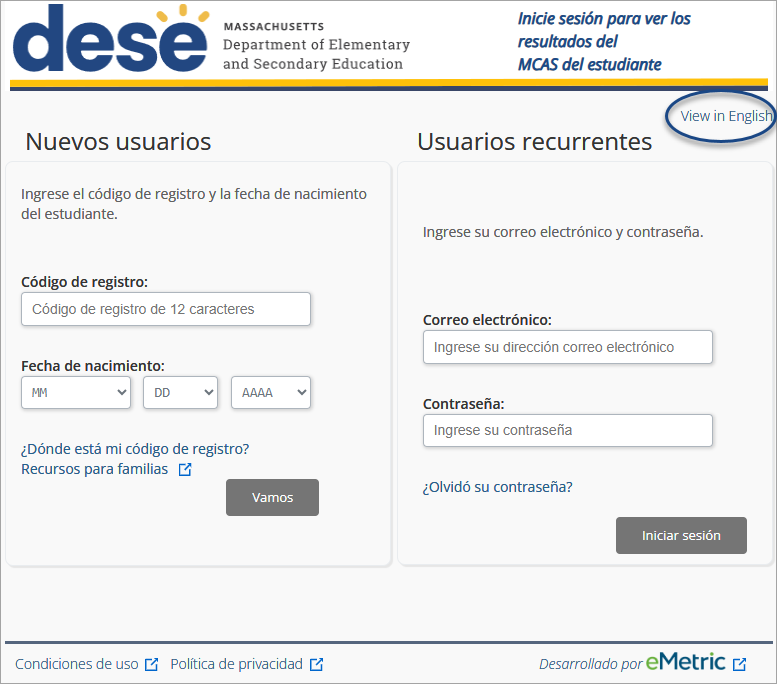 dese
MASSACHUSETTS
Department of Elementary
and Secondary Education
Inicie sesión para ver los
resultados del
MCAS del estudiante
View in English
Nuevos usuarios
Ingrese el código de registro y la fecha de nacimiento
del estudiante.
Código de registro:
Código de registro de 12 caracteres
Fecha de nacimiento:
MM DD AAAA
¿Dónde está mi código de registro?
Recursos para familias
Vamos
Usuarios recurrentes
Ingrese su correo electrónico y contraseña.
Correo electrónico:
Ingrese su dirección correo electrónico
Contraseña:
Ingrese su contraseña
¿Olvidó su contraseña?
Iniciar sesión
Condiciones de uso Política de privacidad Desarrollado por eMetric